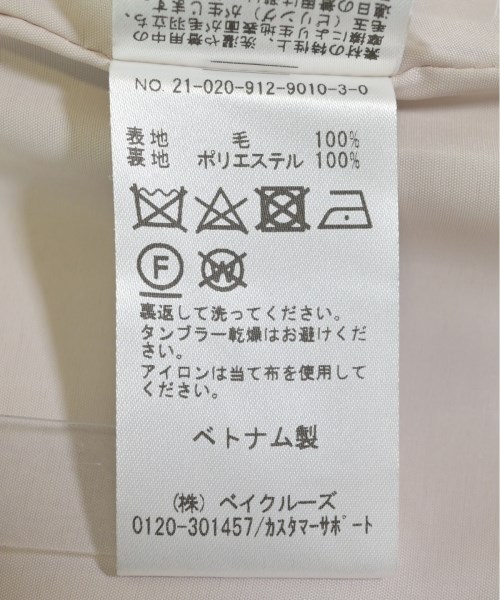 NO. 21-020-912-9010-3-0
表地 毛 100%
裏地 ポリエステル 100%
F
W
裏返して洗ってください。
タンブラー乾燥はお避けくだ
さい。
アイロンは当て布を使用して
ください。
ベトナム製
(株) ベイクルーズ
0120-301457/カスタマーサポート